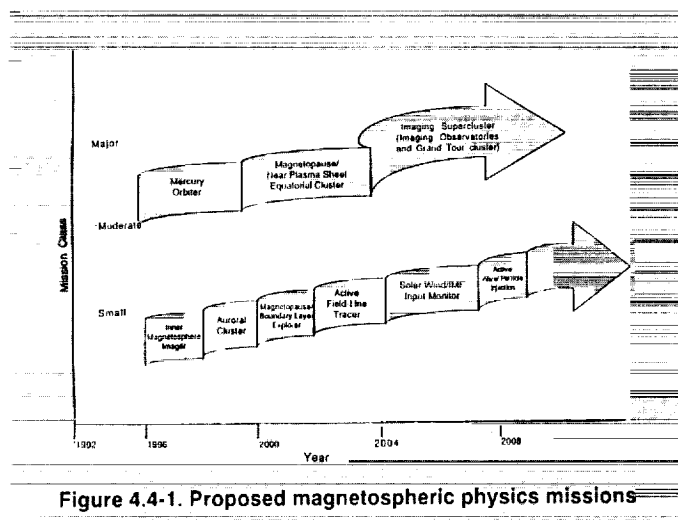 Major
Imaging Supercluster
(Imaging Observatories
and Grand Tour cluster)
Mercury
Orbiter
Magnetopause/
Near Plasma Sheet
Equatorial Cluster
Moderate
Mission Class
Small
Inner
Magnetosphere
Imager
Auroral
Cluster
Magnetopause/
Boundary Layer
Explorer
Active
Field Line
Tracer
Solar Wind/IMF
Input Monitor
Active
Wave/Particle
Injection
1992
1996
2000
2004
2008
Year
Figure 4.4-1. Proposed magnetospheric physics missions